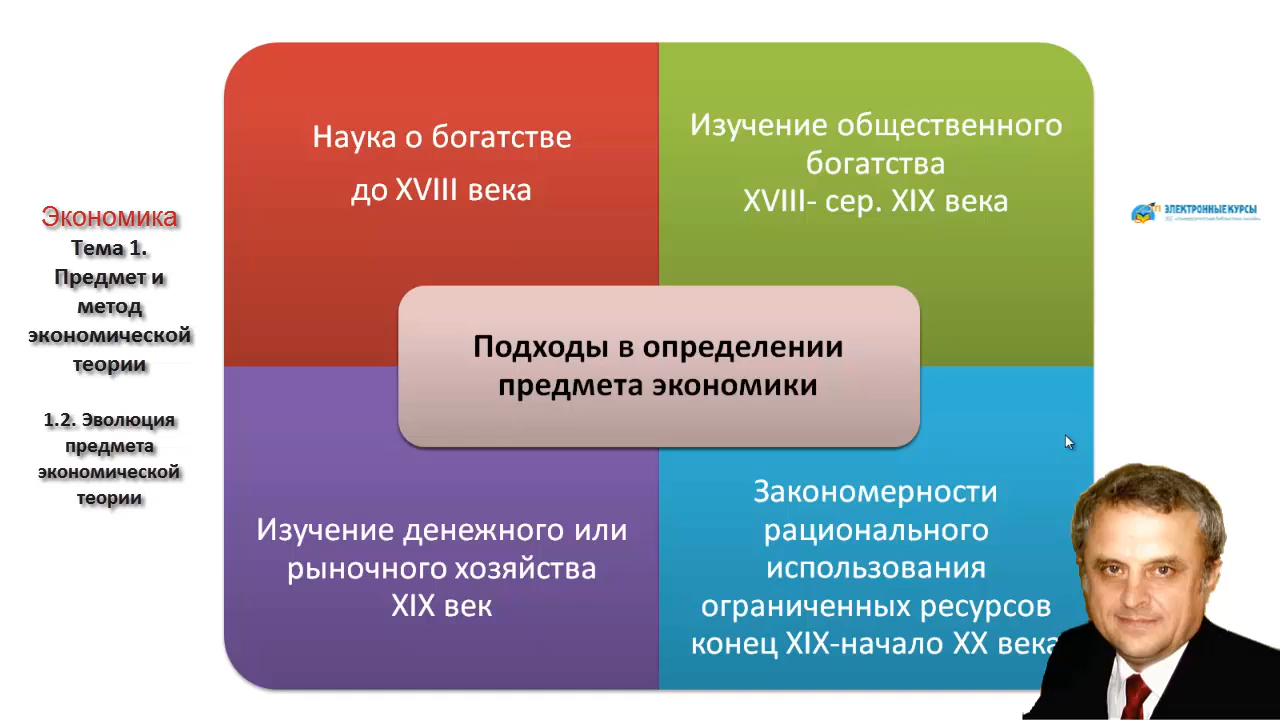 Экономика
Тема 1.
Предмет и
метод
экономической
теории
1.2. Эволюция
предмета
экономической
теории
Наука о богатстве
до XVIII века
Изучение общественного
богатства
XVIII- сер. XIX века
Подходы в определении
предмета экономики
Изучение денежного или
рыночного хозяйства
XIX век
Закономерности
рационального
использования
ограниченных ресурсов
конец XIX-начало XX века
ЭЛЕКТРОННЫЕ КУРСЫ